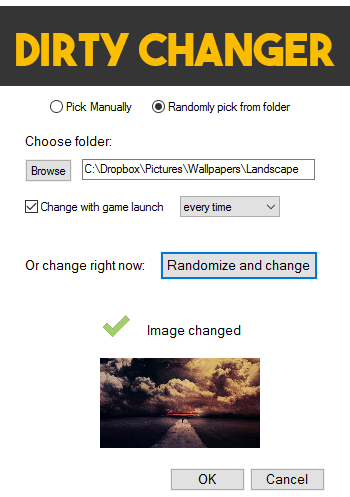 DIRTY CHANGER
Pick Manually
Randomly pick from folder
Choose folder:
Browse
C:\Dropbox\Pictures\Wallpapers\Landscape
Change with game launch
every time
Or change right now:
Randomize and change
Image changed
OK
Cancel